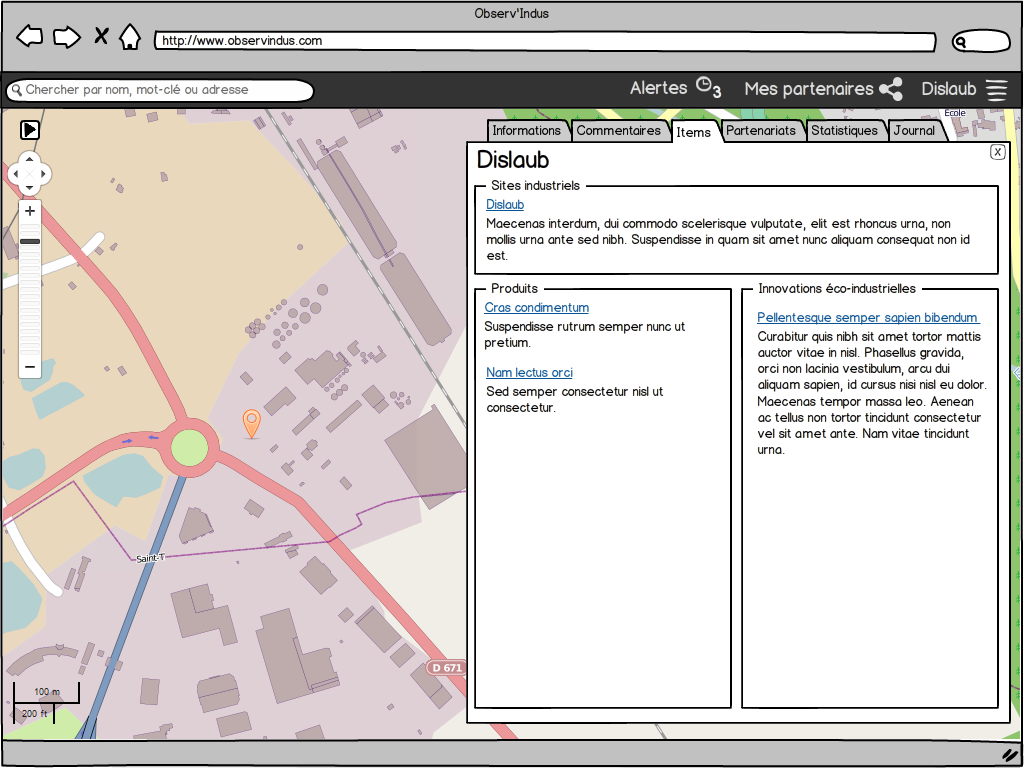 Observ'Indus
http://www.observindus.com
Chercher par nom, mot-clé ou adresse
Alertes 3
Mes partenaires
Dislaub
École
Informations
Commentaires
Items
Partenariats
Statistiques
Journal
Dislaub
X
Sites industriels
Dislaub
Maecenas interdum, dui commodo scelerisque vulputate, elit est rhoncus urna, non
mollis urna ante sed nibh. Suspendisse in quam sit amet nunc aliquam consequat non id
est.
Produits
Cras condimentum
Suspendisse rutrum semper nunc ut
pretium.
Nam lectus orci
Sed semper consectetur nisl ut
consectetur.
Innovations éco-industrielles
Pellentesque semper sapien bibendum
Curabitur quis nibh sit amet tortor mattis
auctor vitae in nisl. Phasellus gravida,
orci non lacinia vestibulum, arcu dui
aliquam sapien, id cursus nisi nisl eu dolor.
Maecenas tempor massa leo. Aenean
ac tellus non tortor tincidunt consectetur
vel sit amet ante. Nam vitae tincidunt
urna.
Saint-T
D 671
100 m
200 ft